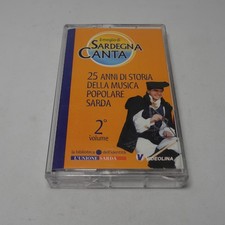 Sardegna
Canta
25 ANNI DI STORIA
DELLA MUSICA
POPOLARE
SARDA
2°
volume
L'UNIONE SARDA
VIDEOLINA